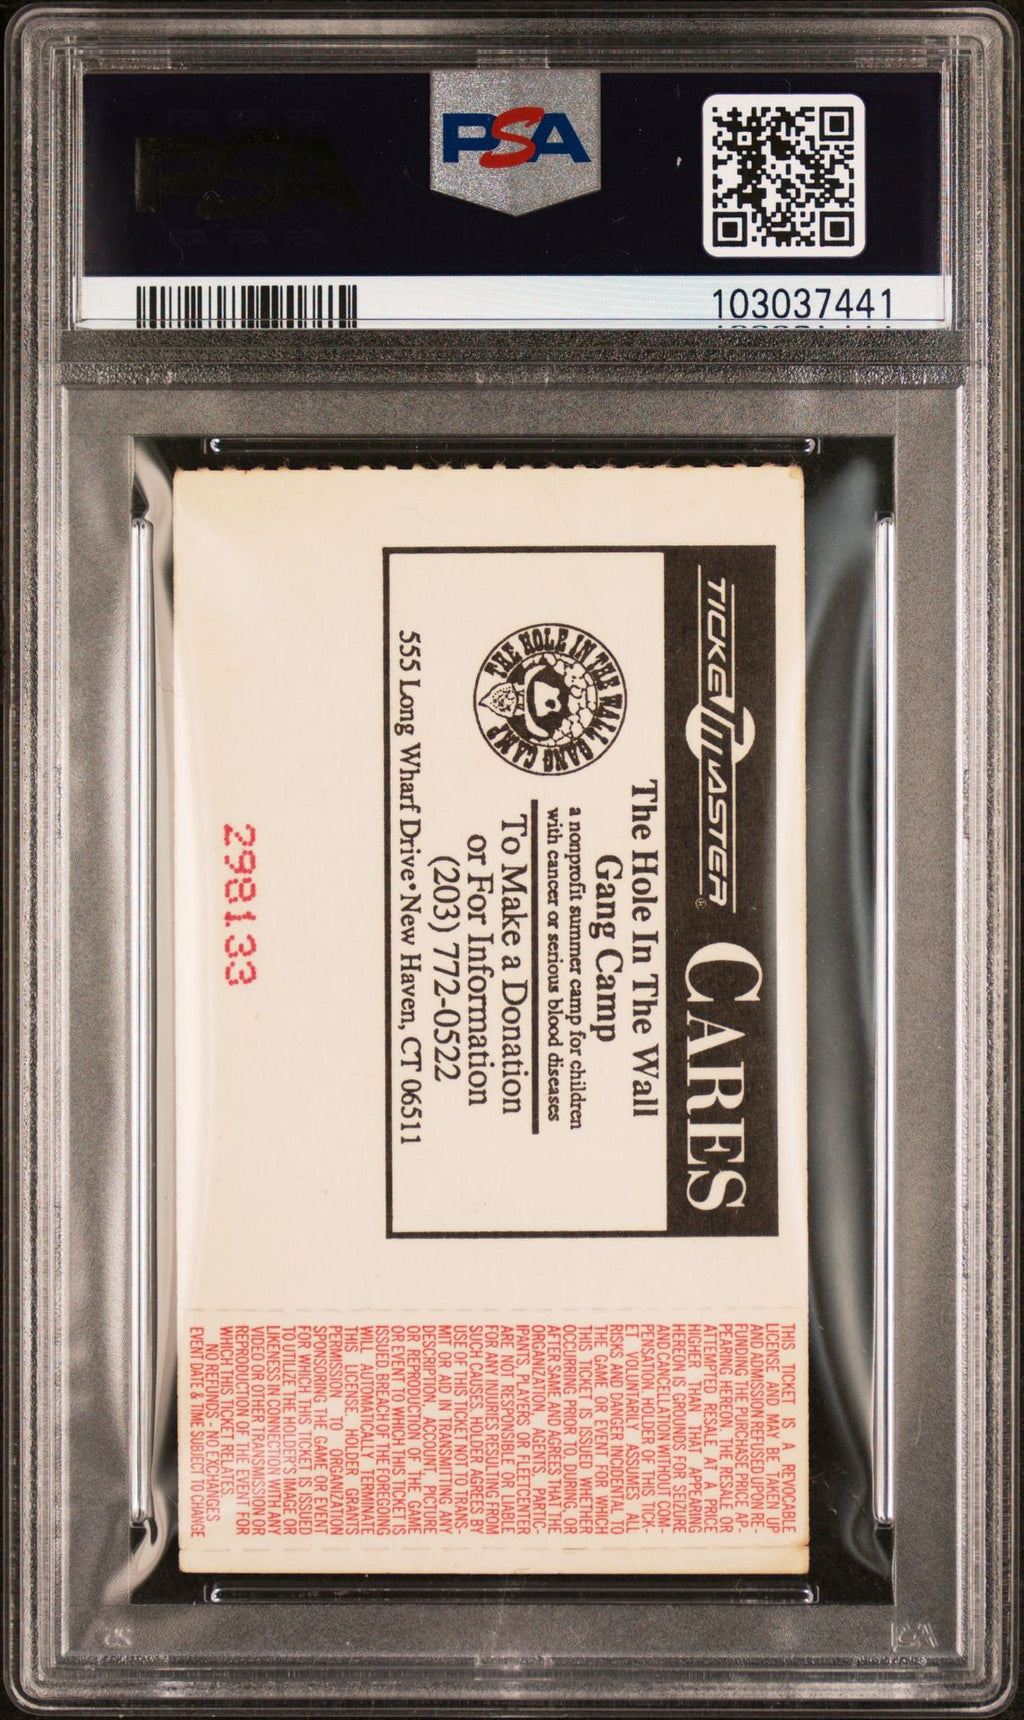 PSA
103037441
TICKETMASTER®
CARES
THE HOLE IN THE WALL GANG CAMP
The Hole In The Wall
Gang Camp
a nonprofit summer camp for children
with cancer or serious blood diseases
To Make a Donation
or For Information
(203) 772-0522
555 Long Wharf Drive•New Haven, CT 06511
298133
THIS TICKET IS A REVOCABLE
LICENSE AND MAY BE TAKEN UP
AND ADMISSION REFUSED UPON RE-
FUNDING THE PURCHASE PRICE AP-
PEARING HEREON. THE RESALE OR
ATTEMPTED RESALE AT A PRICE
HIGHER IS THAN THAT APPEARING
HEREON IS GROUNDS FOR SEIZURE
AND CANCELLATION WITHOUT COM-
PENSATION. HOLDER OF THIS TICK-
ET VOLUNTARILY ASSUMES ALL
RISKS AND DANGER INCIDENTAL TO
THE GAME OR EVENT FOR WHICH
THIS TICKET IS ISSUED WHETHER
OCCURRING PRIOR TO, DURING, OR
AFTER SAME AND AGREES THAT THE
ORGANIZATION, AGENTS, PARTIC-
IPANTS, PLAYERS OR FLEETCENTER
ARE NOT RESPONSIBLE OR LIABLE
FOR ANY INJURIES RESULTING FROM
SUCH CAUSES. HOLDER AGREES BY
USE OF THIS TICKET NOT TO TRANS-
MIT OR AID IN TRANSMITTING ANY
DESCRIPTION, ACCOUNT, PICTURE
OR REPRODUCTION OF THE GAME
OR EVENT TO WHICH THIS TICKET IS
ISSUED BREACH OF THE FOREGOING
WILL AUTOMATICALLY TERMINATE
THIS LICENSE HOLDER GRANTS
PERMISSION TO ORGANIZATION
SPONSORING THE GAME OR EVENT
FOR WHICH THIS TICKET IS ISSUED
TO UTILIZE THE HOLDER'S IMAGE OR
LIKENESS IN CONNECTION WITH ANY
VIDEO OR OTHER TRANSMISSION OR
REPRODUCTION OF THE EVENT FOR
WHICH THIS TICKET RELATES
NO REFUNDS - NO EXCHANGES
EVENT DATE & TIME SUBJECT TO CHANGE